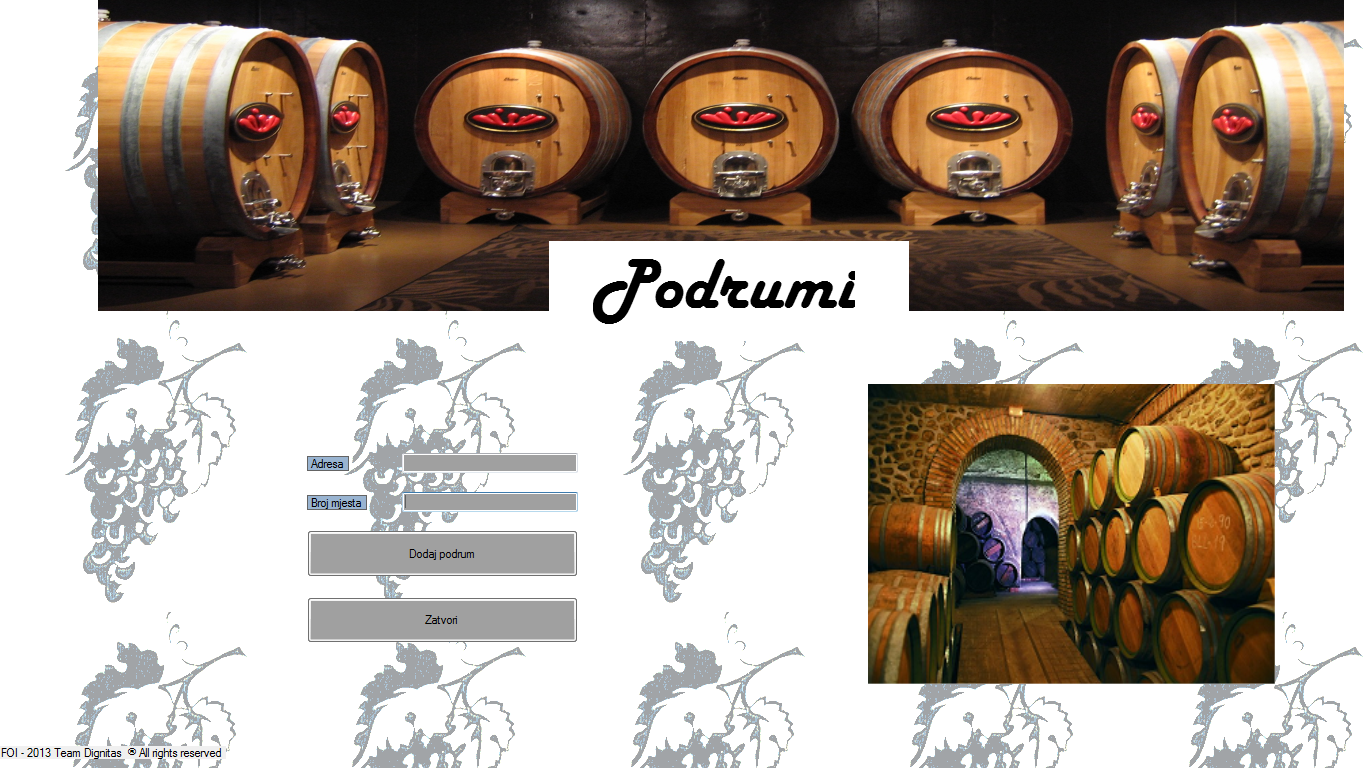 Podrumi
Adresa
Broj mjesta
Dodaj podrum
Zatvori
FOI - 2013 Team Dignitas ® All rights reserved